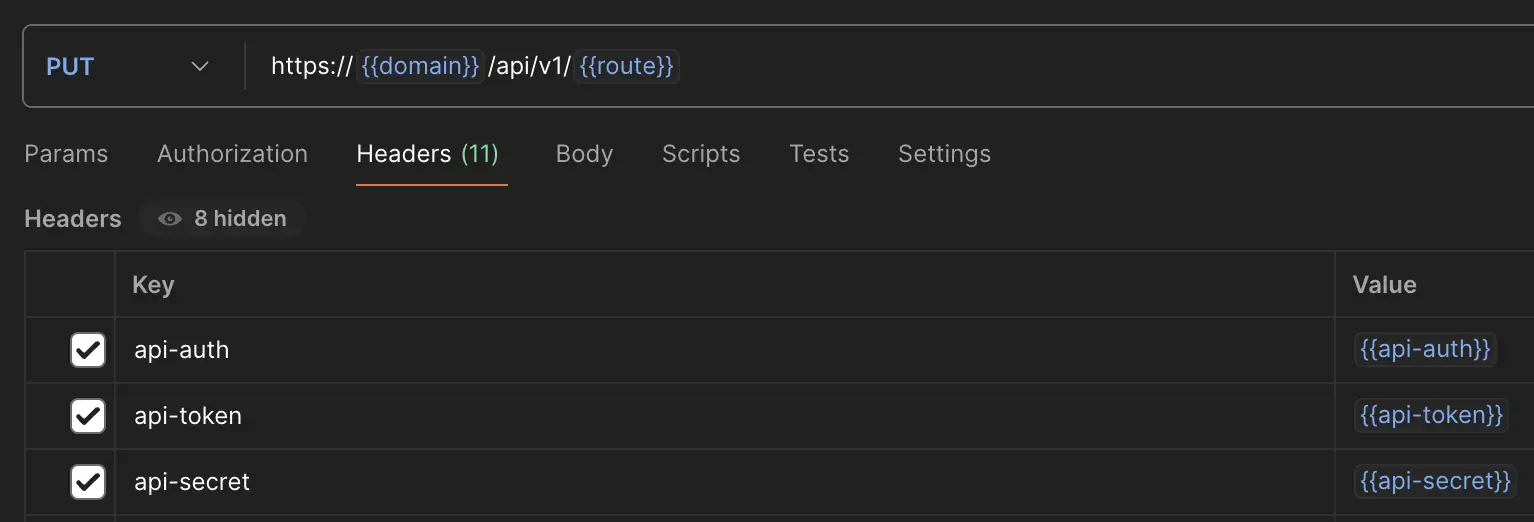 PUT https://{{domain}}/api/v1/{{route}}
Params Authorization Headers (11) Body Scripts Tests Settings
Headers 8 hidden
Key Value
api-auth {{api-auth}}
api-token {{api-token}}
api-secret {{api-secret}}